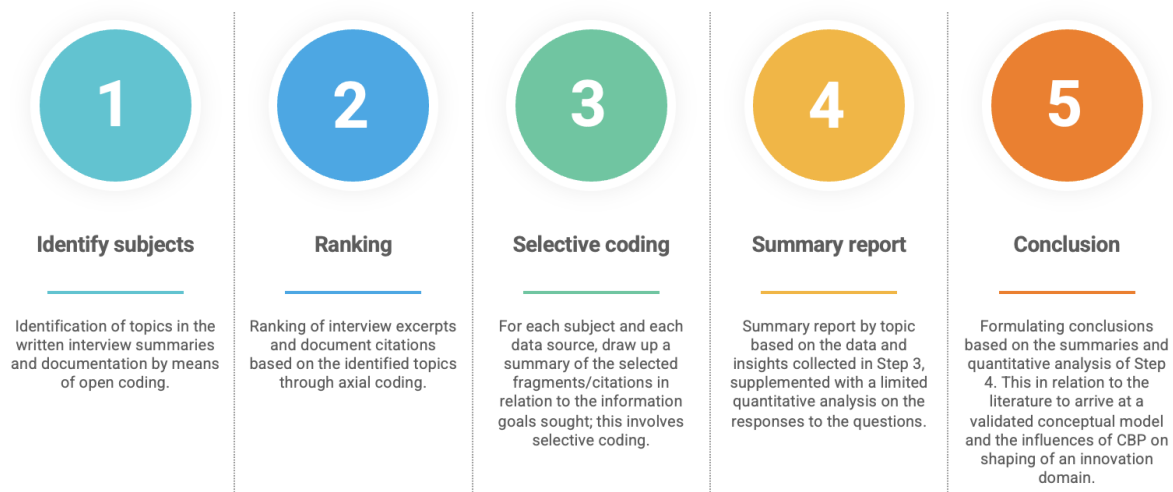 1
Identify subjects
Identification of topics in the
written interview summaries
and documentation by means
of open coding.
2
Ranking
Ranking of interview excerpts
and document citations
based on the identified topics
through axial coding.
3
Selective coding
For each subject and each
data source, draw up a
summary of the selected
fragments/citations in
relation to the information
goals sought; this involves
selective coding.
4
Summary report
Summary report by topic
based on the data and
insights collected in Step 3,
supplemented with a limited
quantitative analysis on the
responses to the questions.
5
Conclusion
Formulating conclusions
based on the summaries and
quantitative analysis of Step
4. This in relation to the
literature to arrive at a
validated conceptual model
and the influences of CBP on
shaping of an innovation
domain.